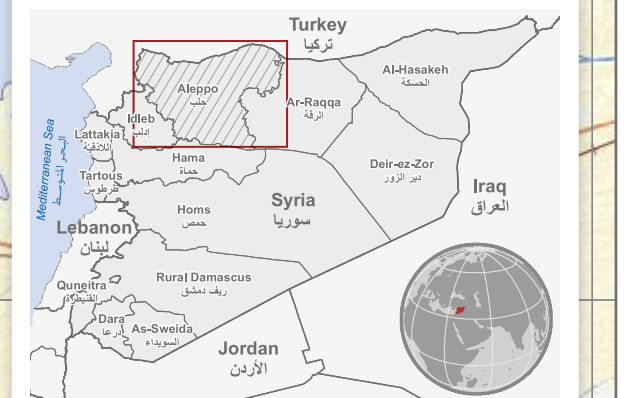 Turkey
تركيا
Al-Hasakeh
الحسكة
Aleppo
حلب
Ar-Raqqa
الرقة
Idleb
إدلب
Lattakia
اللاذقية
Mediterranean Sea
البحر المتوسط
Hama
حماة
Deir-ez-Zor
دير الزور
Tartous
طرطوس
Iraq
العراق
Homs
حمص
Syria
سوريا
Lebanon
لبنان
Rural Damascus
ريف دمشق
Quneitra
القنيطرة
Dara
درعا
As-Sweida
السويداء
Jordan
الأردن